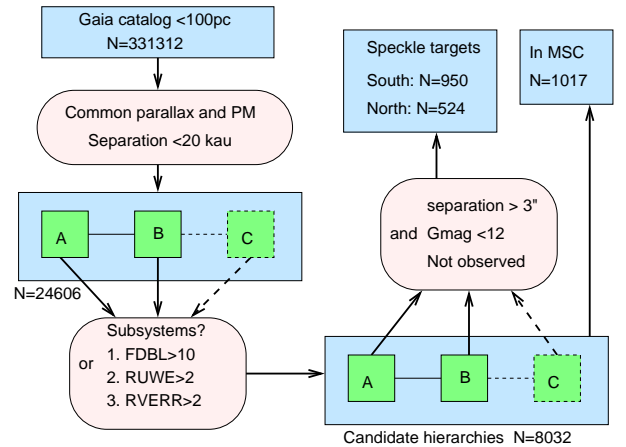 Gaia catalog <100pc
N=331312
Common parallax and PM
Separation <20 kau
A
B
C
N=24606
Subsystems?
or
1. FDBL>10
2. RUWE>2
3. RVERR>2
Speckle targets
South: N=950
North: N=524
In MSC
N=1017
separation > 3"
and Gmag <12
Not observed
A
B
C
Candidate hierarchies N=8032